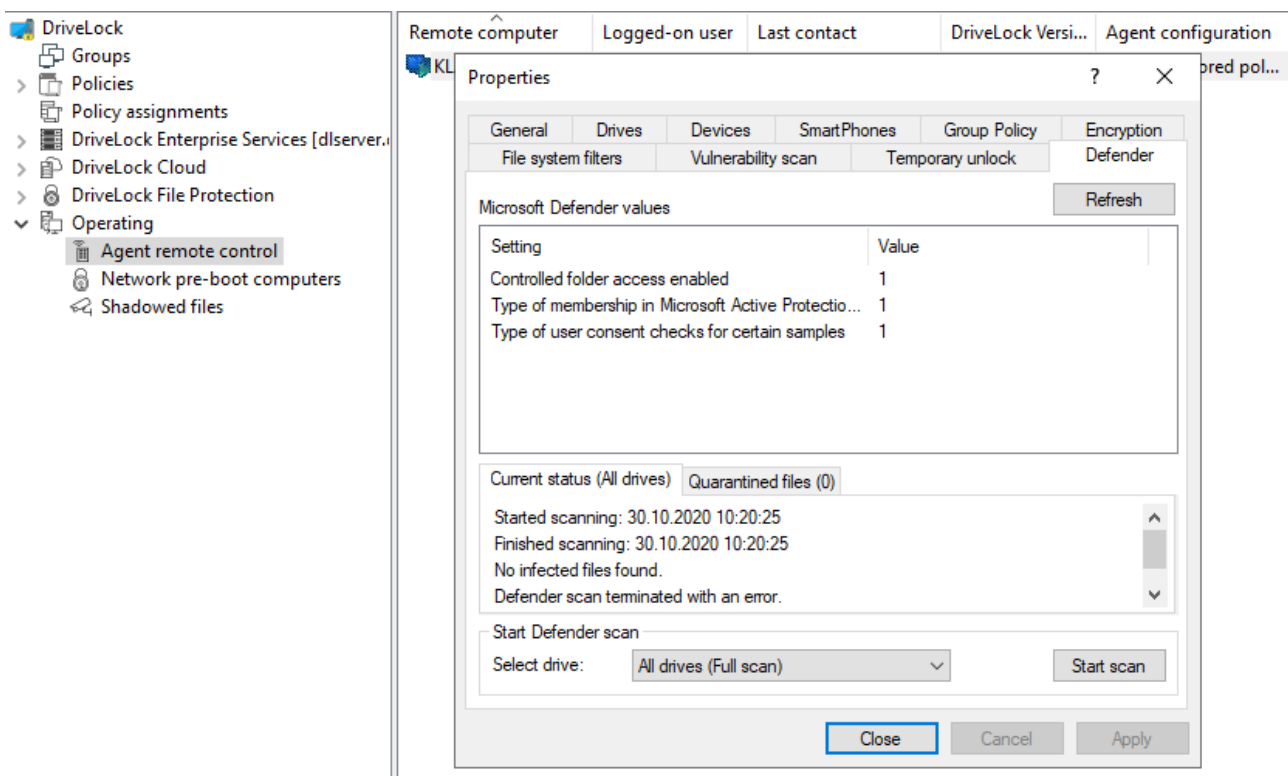 DriveLock
Groups
Policies
Policy assignments
DriveLock Enterprise Services [dlserver.
DriveLock Cloud
DriveLock File Protection
Operating
Agent remote control
Network pre-boot computers
Shadowed files
Remote computer Logged-on user Last contact DriveLock Versi... Agent configuration
KL
ored pol...
Properties ?
General Drives Devices SmartPhones Group Policy Encryption
File system filters Vulnerability scan Temporary unlock Defender
Microsoft Defender values Refresh
Setting Value
Controlled folder access enabled 1
Type of membership in Microsoft Active Protectio... 1
Type of user consent checks for certain samples 1
Current status (All drives) Quarantined files (0)
Started scanning: 30.10.2020 10:20:25
Finished scanning: 30.10.2020 10:20:25
No infected files found.
Defender scan terminated with an error.
Start Defender scan
Select drive: All drives (Full scan) Start scan
Close Cancel Apply